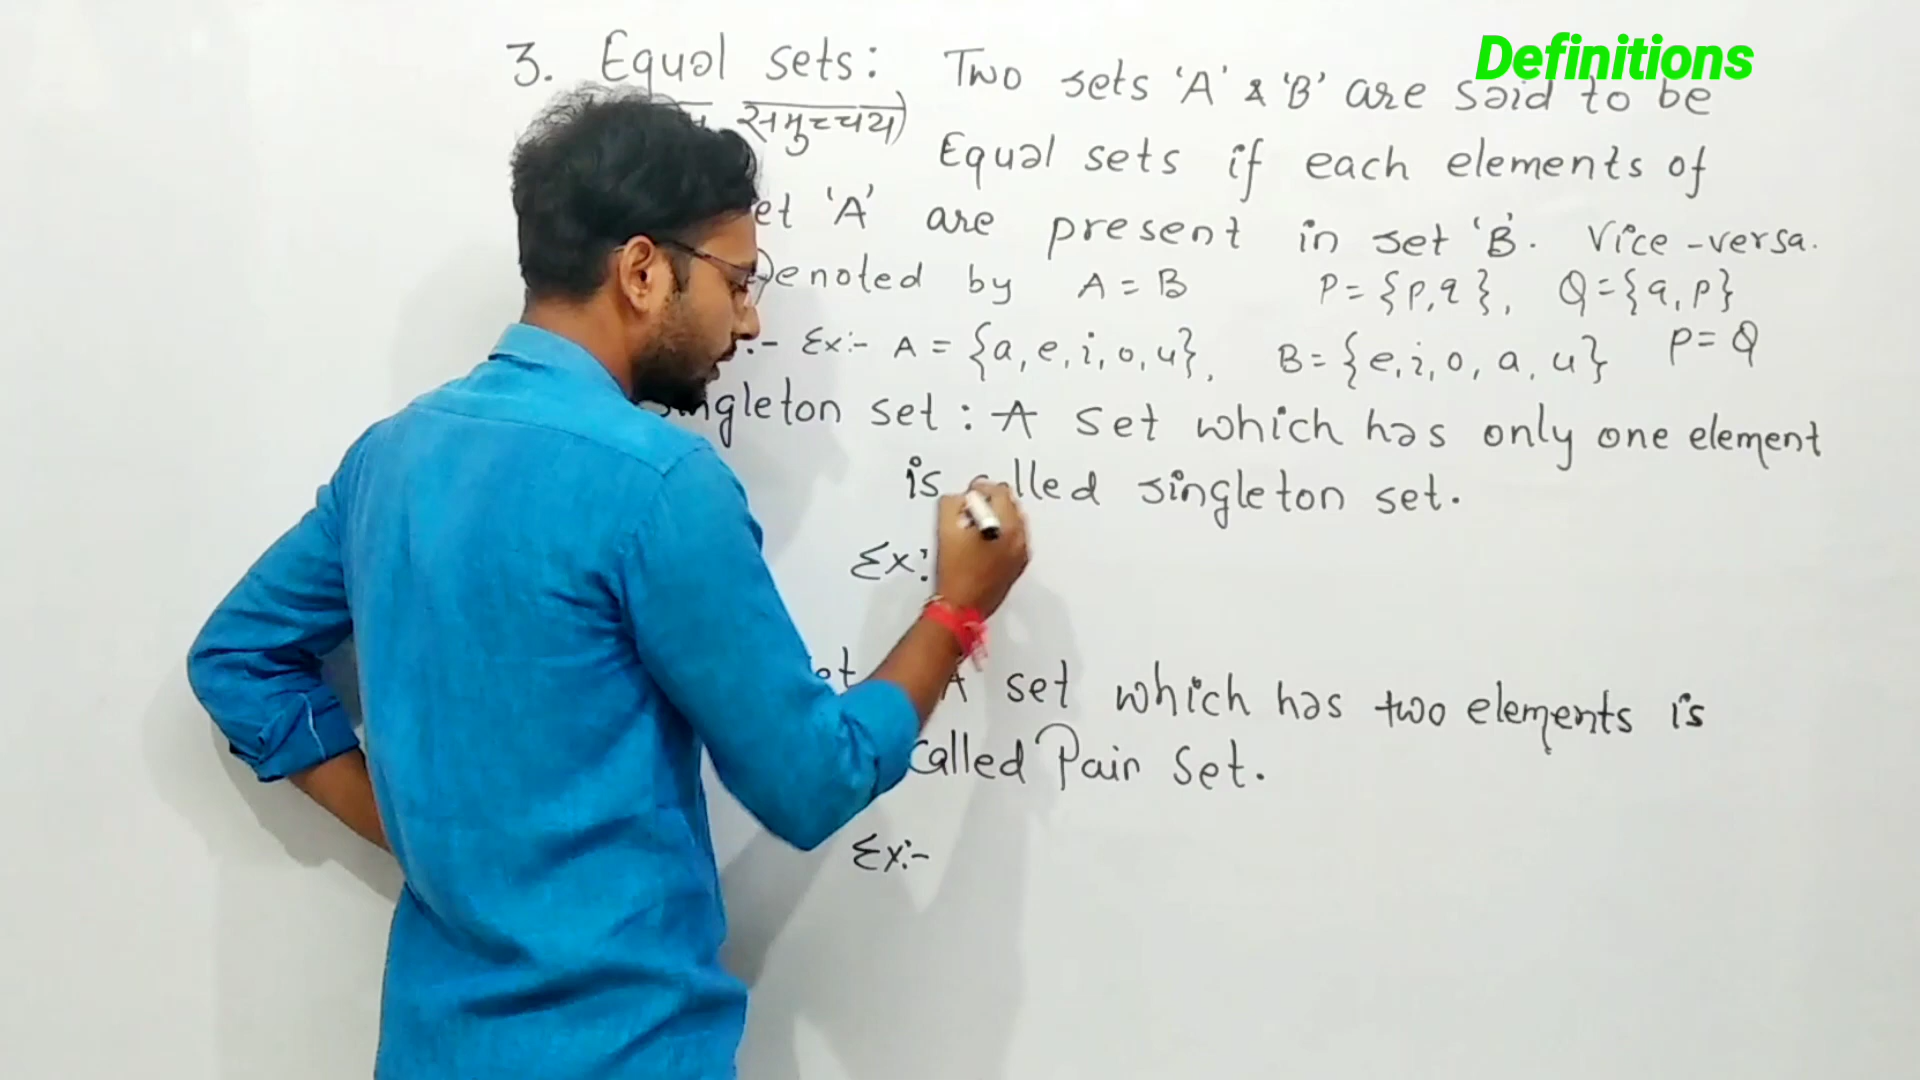 Definitions
3. Equal sets: Two sets 'A' & 'B' are said to be
समुच्चय)
Equal sets if each elements of
'A' are present in set 'B'. Vice-versa.
Denoted by A = B P = {p,q}, Q = {q, p}
Ex:- A = {a, e, i, o, u}, B = {e, i, o, a, u} P = Q
Singleton set : A set which has only one element
is called singleton set.
Ex:
A set which has two elements is
called Pair Set.
Ex:-